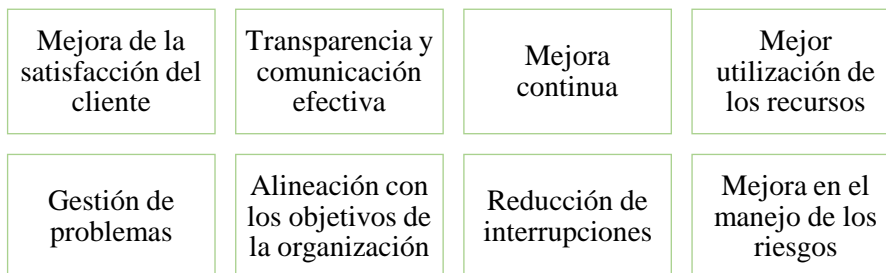 Mejora de la
satisfacción del
cliente
Transparencia y
comunicación
efectiva
Mejora
continua
Mejor
utilización de
los recursos
Gestión de
problemas
Alineación con
los objetivos de
la organización
Reducción de
interrupciones
Mejora en el
manejo de los
riesgos